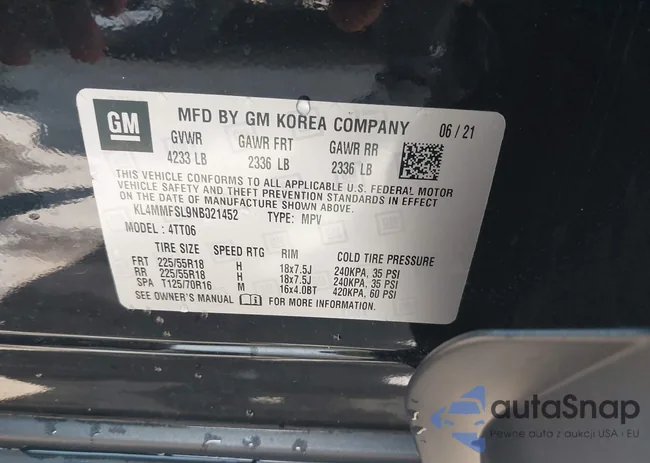 GM
MFD BY GM KOREA COMPANY 06 / 21
GVWR GAWR FRT GAWR RR
4233 LB 2336 LB 2336 LB
THIS VEHICLE CONFORMS TO ALL APPLICABLE U.S. FEDERAL MOTOR
VEHICLE SAFETY AND THEFT PREVENTION STANDARDS IN EFFECT
ON THE DATE OF MANUFACTURE SHOWN ABOVE.
KL4MMFSL9NB021452 TYPE: MPV
MODEL: 4TT06
TIRE SIZE SPEED RTG RIM COLD TIRE PRESSURE
FRT 225/55R18 H 18x7.5J 240KPA, 35 PSI
RR 225/55R18 H 18x7.5J 240KPA, 35 PSI
SPA T125/70R16 M 16x4.0BT 420KPA, 60 PSI
SEE OWNER'S MANUAL FOR MORE INFORMATION.
autaSnap
Pewne auta z aukcji USA i EU